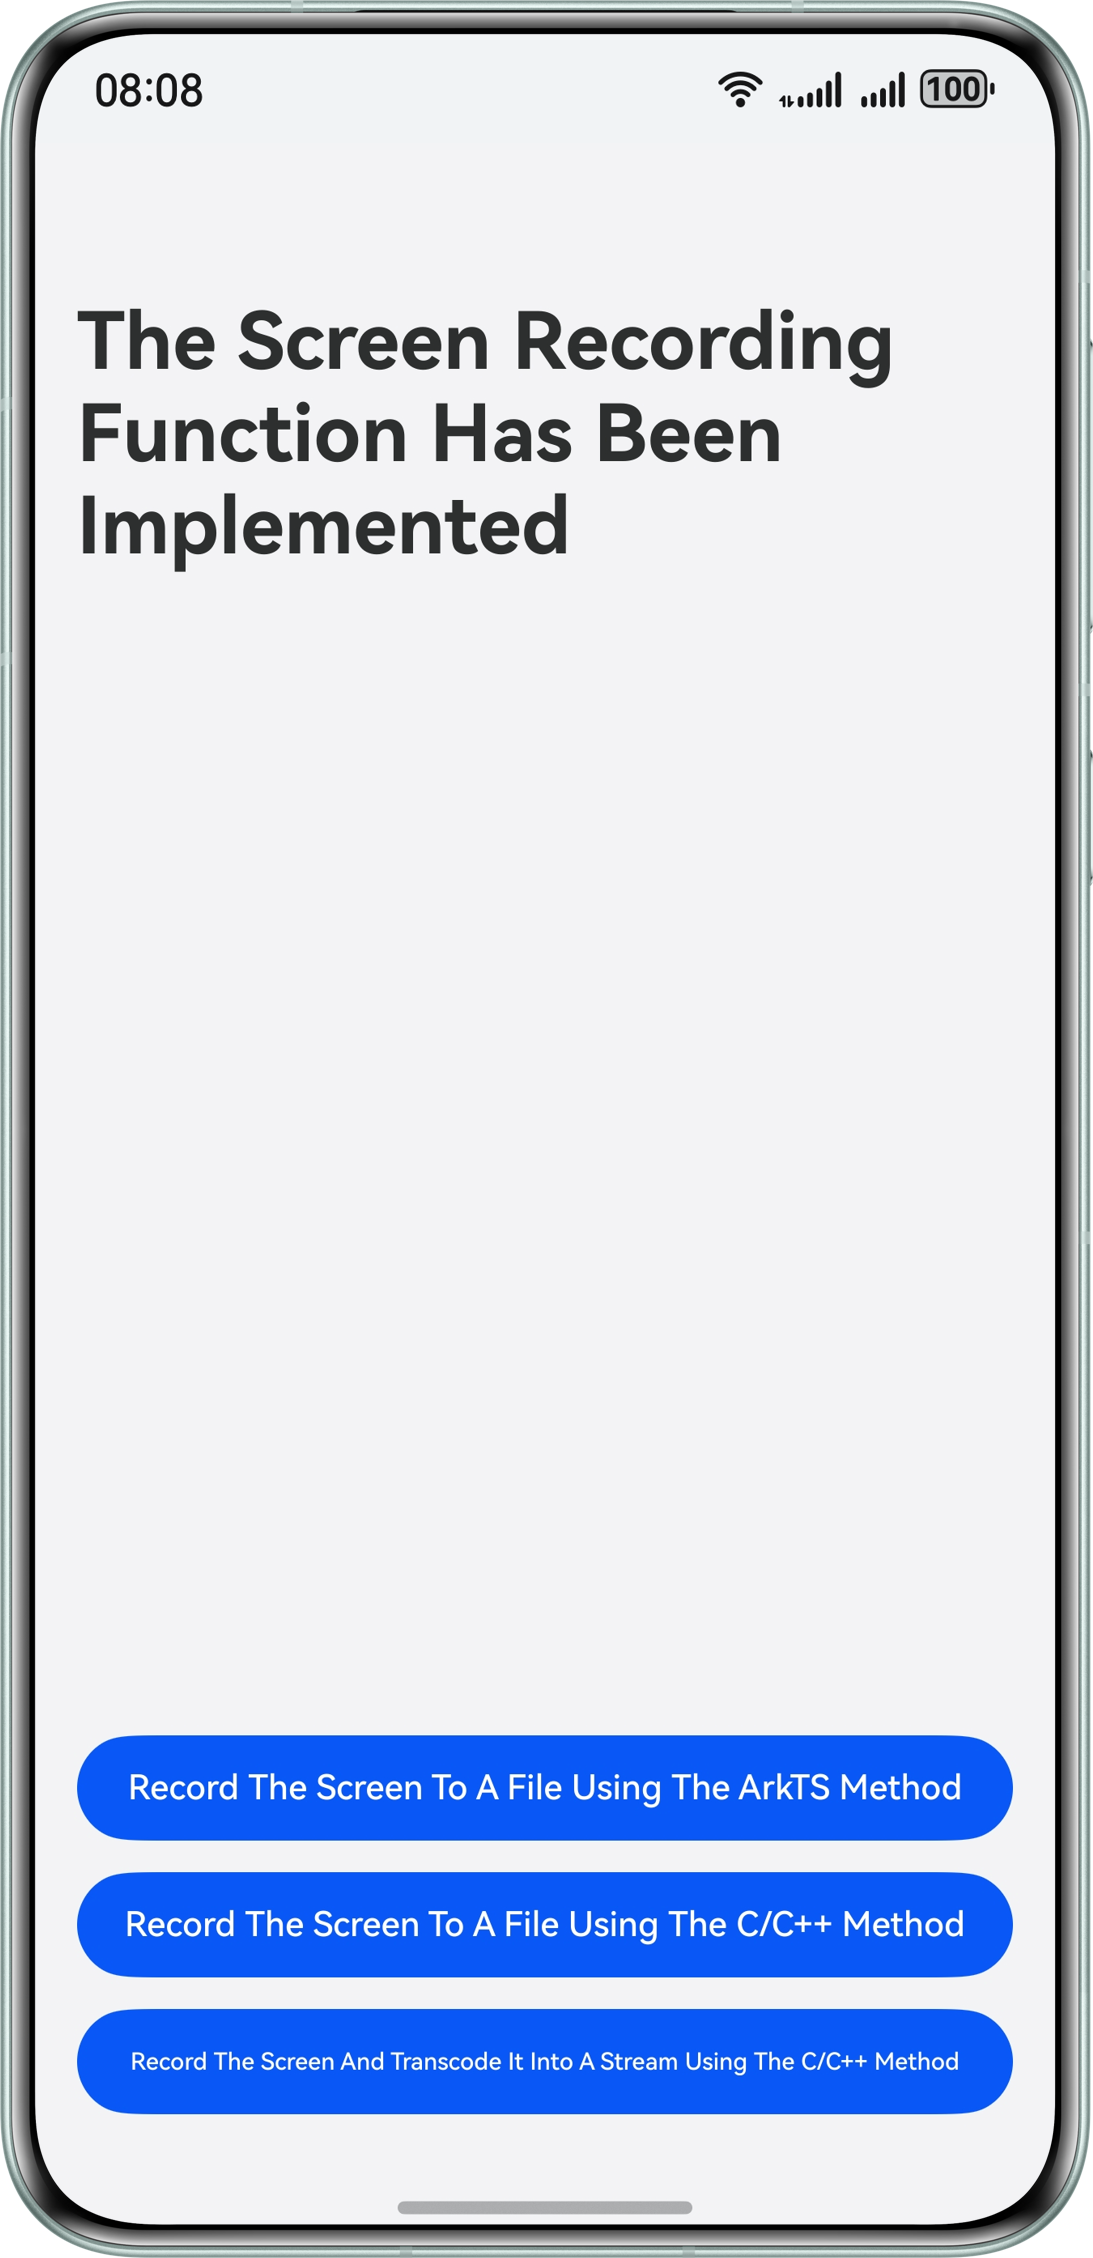 08:08
100
The Screen Recording
Function Has Been
Implemented
Record The Screen To A File Using The ArkTS Method
Record The Screen To A File Using The C/C++ Method
Record The Screen And Transcode It Into A Stream Using The C/C++ Method